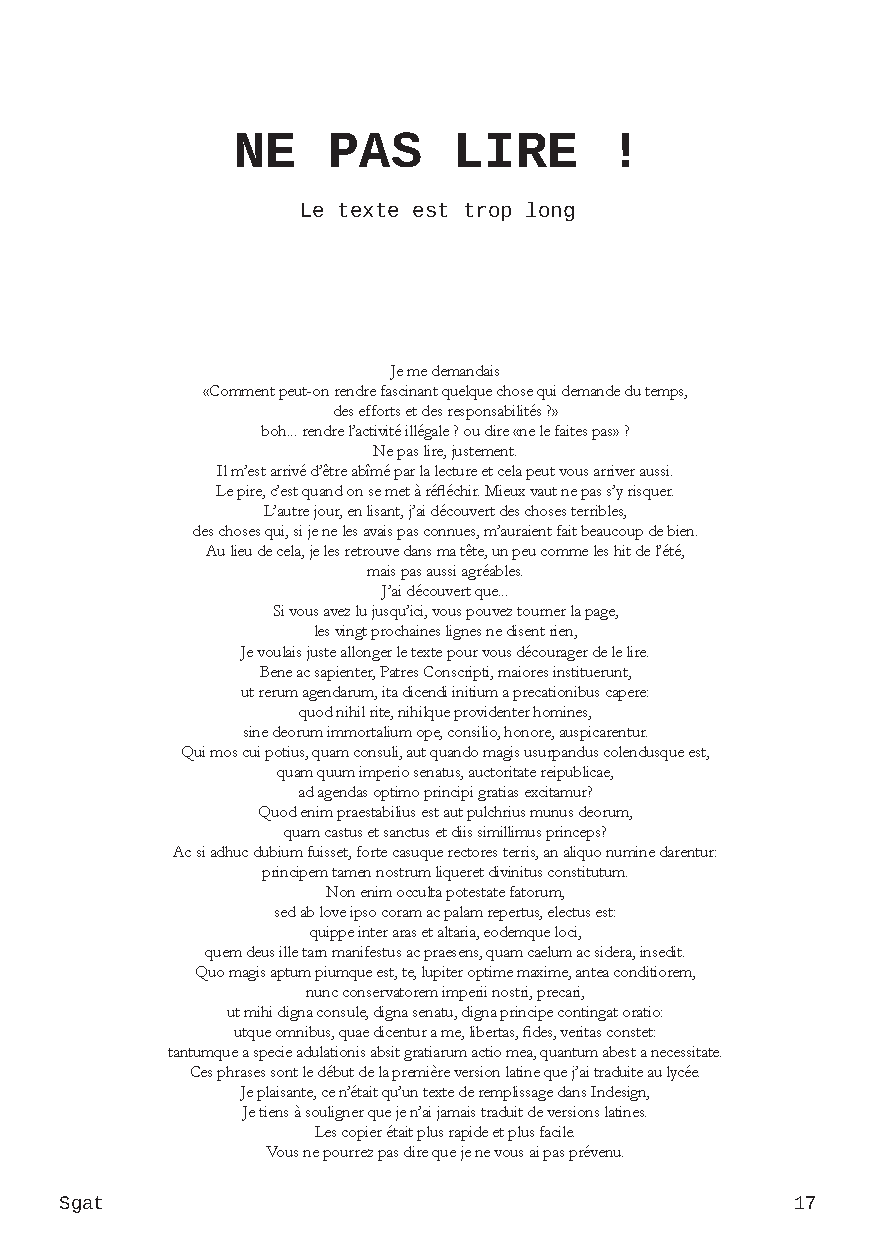 NE PAS LIRE !
Le texte est trop long
Je me demandais
«Comment peut-on rendre fascinant quelque chose qui demande du temps,
des efforts et des responsabilités ?»
boh... rendre l’activité illégale ? ou dire «ne le faites pas» ?
Ne pas lire, justement.
Il m’est arrivé d’être abîmé par la lecture et cela peut vous arriver aussi.
Le pire, c’est quand on se met à réfléchir. Mieux vaut ne pas s’y risquer.
L’autre jour, en lisant, j’ai découvert des choses terribles,
des choses qui, si je ne les avais pas connues, m’auraient fait beaucoup de bien.
Au lieu de cela, je les retrouve dans ma tête, un peu comme les hit de l’été,
mais pas aussi agréables.
J’ai découvert que...
Si vous avez lu jusqu’ici, vous pouvez tourner la page,
les vingt prochaines lignes ne disent rien,
Je voulais juste allonger le texte pour vous décourager de le lire.
Bene ac sapienter, Patres Conscripti, maiores instituerunt,
ut rerum agendarum, ita dicendi initium a precationibus capere:
quod nihil rite, nihilque providenter homines,
sine deorum immortalium ope, consilio, honore, auspicarentur.
Qui mos cui potius, quam consuli, aut quando magis usurpandus colendusque est,
quam quum imperio senatus, auctoritate reipublicae,
ad agendas optimo principi gratias excitamur?
Quod enim praestabilius est aut pulchrius munus deorum,
quam castus et sanctus et diis simillimus princeps?
Ac si adhuc dubium fuisset, forte casuque rectores terris, an aliquo numine darentur:
principem tamen nostrum liqueret divinitus constitutum.
Non enim occulta potestate fatorum,
sed ab love ipso coram ac palam repertus, electus est:
quippe inter aras et altaria, eodemque loci,
quem deus ille tarn manifestus ac praesens, quam caelum ac sidera, insedit.
Quo magis aptum piumque est, te, lupiter optime maxime, antea conditiorem,
nunc conservatorem imperii nostri, precari,
ut mihi digna consule, digna senatu, digna principe contingat oratio:
utque omnibus, quae dicentur a me, libertas, fides, veritas constet:
tantumque a specie adulationis absit gratiarum actio mea, quantum abest a necessitate.
Ces phrases sont le début de la première version latine que j’ai traduite au lycée.
Je plaisante, ce n’était qu’un texte de remplissage dans Indesign,
Je tiens à souligner que je n’ai jamais traduit de versions latines.
Les copier était plus rapide et plus facile.
Vous ne pourrez pas dire que je ne vous ai pas prévenu.
Sgat
17